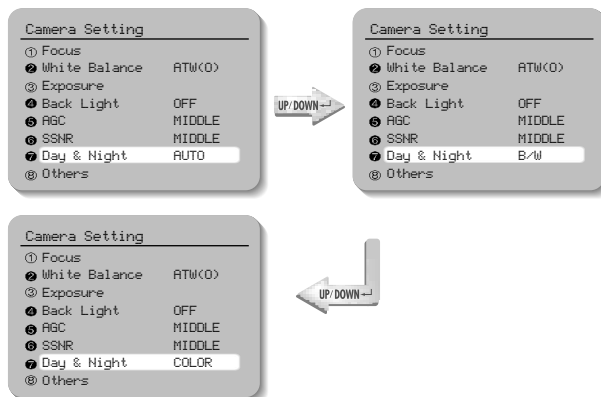 Camera Setting
① Focus
❷ White Balance ATW(0)
③ Exposure
❹ Back Light OFF
❺ AGC MIDDLE
❻ SSNR MIDDLE
❼ Day & Night AUTO
⑧ Others
UP/DOWN↵
Camera Setting
① Focus
❷ White Balance ATW(0)
③ Exposure
❹ Back Light OFF
❺ AGC MIDDLE
❻ SSNR MIDDLE
❼ Day & Night B/W
⑧ Others
UP/DOWN↵
Camera Setting
① Focus
❷ White Balance ATW(0)
③ Exposure
❹ Back Light OFF
❺ AGC MIDDLE
❻ SSNR MIDDLE
❼ Day & Night COLOR
⑧ Others